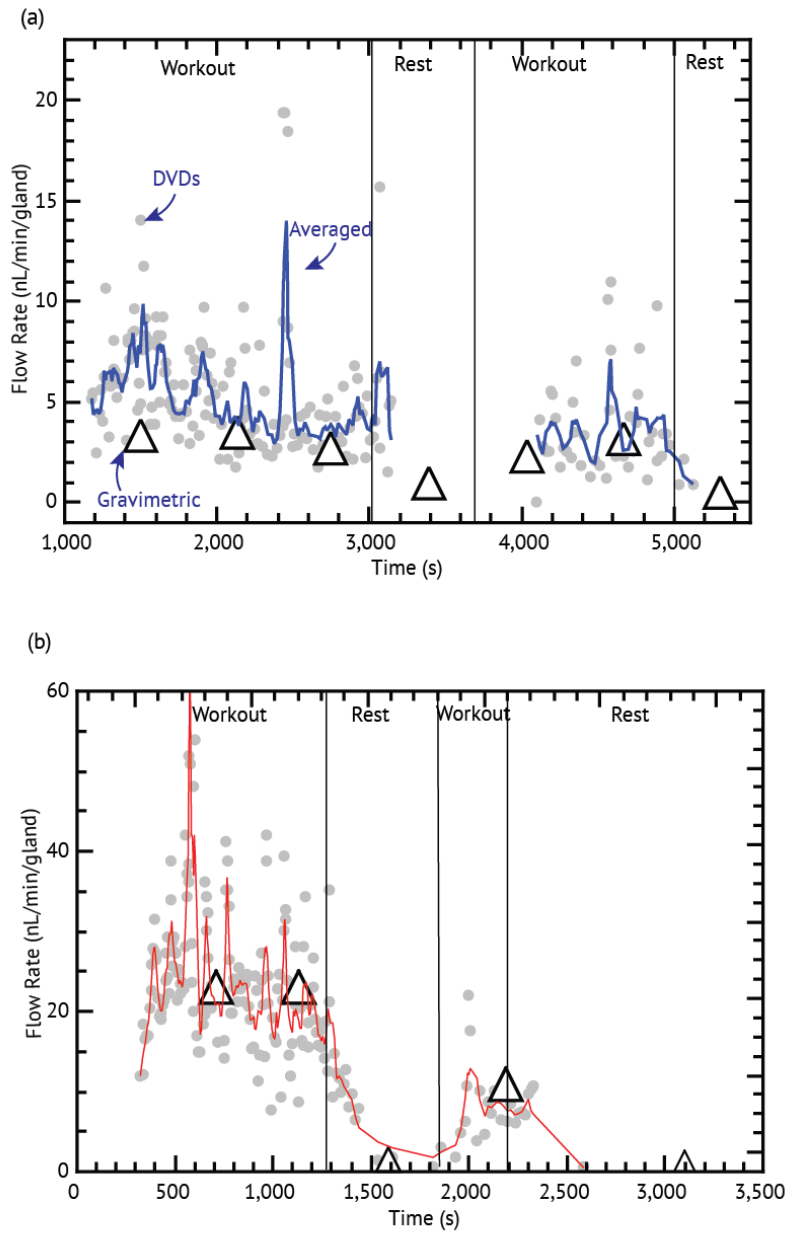 (a)
Workout Rest Workout Rest
20
DVDs
15
Averaged
10
5
Gravimetric
0
Flow Rate (nL/min/gland)
1,000 2,000 3,000 4,000 5,000
Time (s)
(b)
60
Workout Rest Workout Rest
40
20
0
Flow Rate (nL/min/gland)
0 500 1,000 1,500 2,000 2,500 3,000 3,500
Time (s)